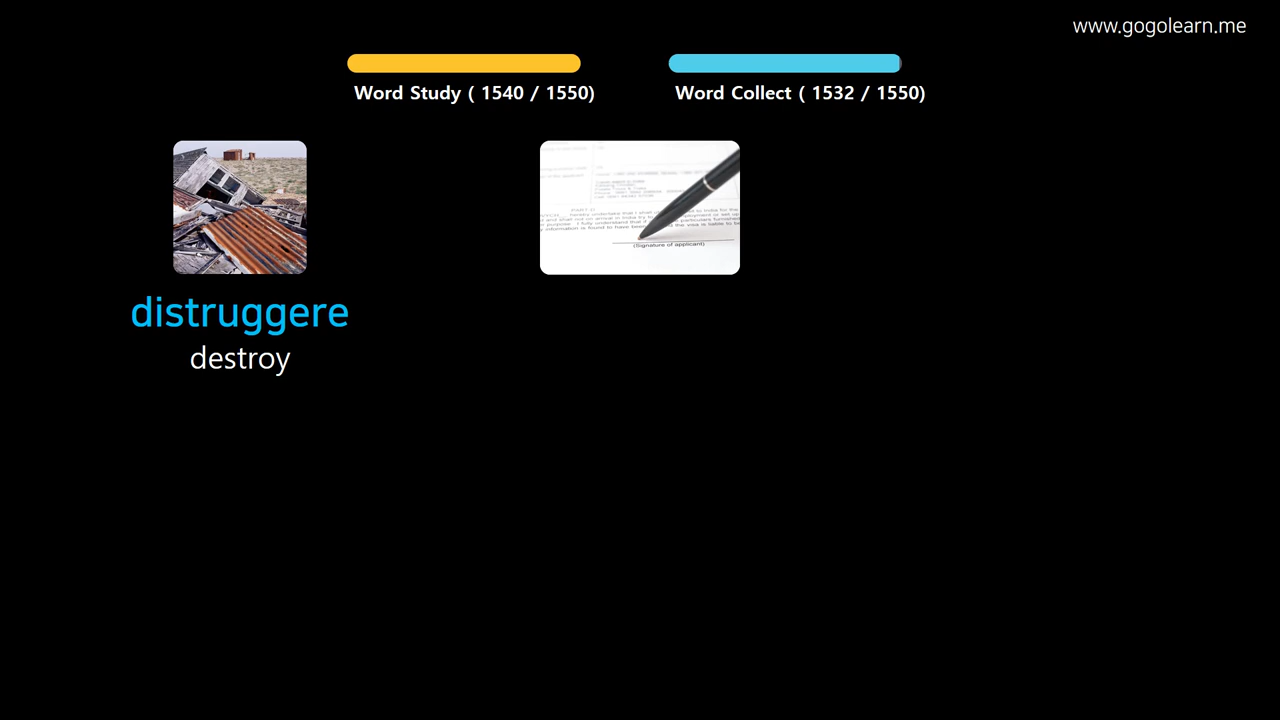 www.gogolearn.me
Word Study ( 1540 / 1550)
Word Collect ( 1532 / 1550)
distruggere
destroy
(Signature of applicant)